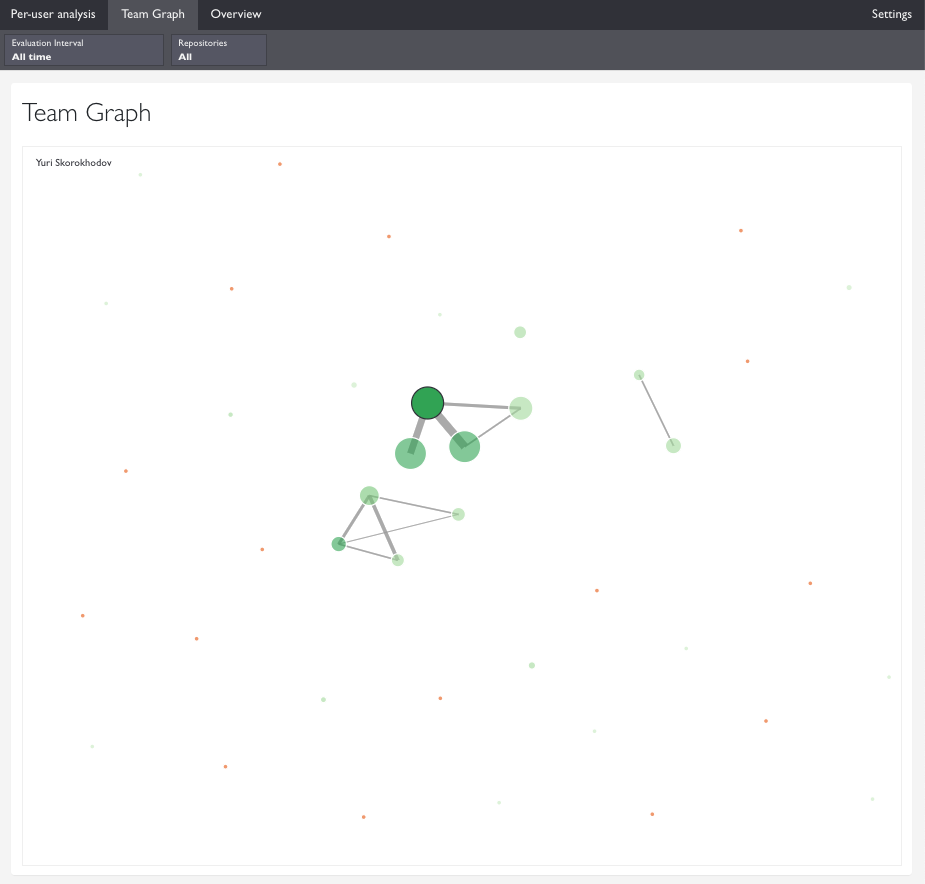 Per-user analysis Team Graph Overview Settings
Evaluation Interval Repositories
All time All
Team Graph
Yuri Skorokhodov